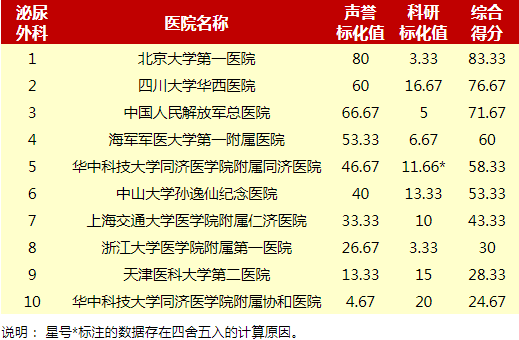 泌尿外科 医院名称 声誉标化值 科研标化值 综合得分
1 北京大学第一医院 80 3.33 83.33
2 四川大学华西医院 60 16.67 76.67
3 中国人民解放军总医院 66.67 5 71.67
4 海军军医大学第一附属医院 53.33 6.67 60
5 华中科技大学同济医学院附属同济医院 46.67 11.66* 58.33
6 中山大学孙逸仙纪念医院 40 13.33 53.33
7 上海交通大学医学院附属仁济医院 33.33 10 43.33
8 浙江大学医学院附属第一医院 26.67 3.33 30
9 天津医科大学第二医院 13.33 15 28.33
10 华中科技大学同济医学院附属协和医院 4.67 20 24.67
说明： 星号*标注的数据存在四舍五入的计算原因。